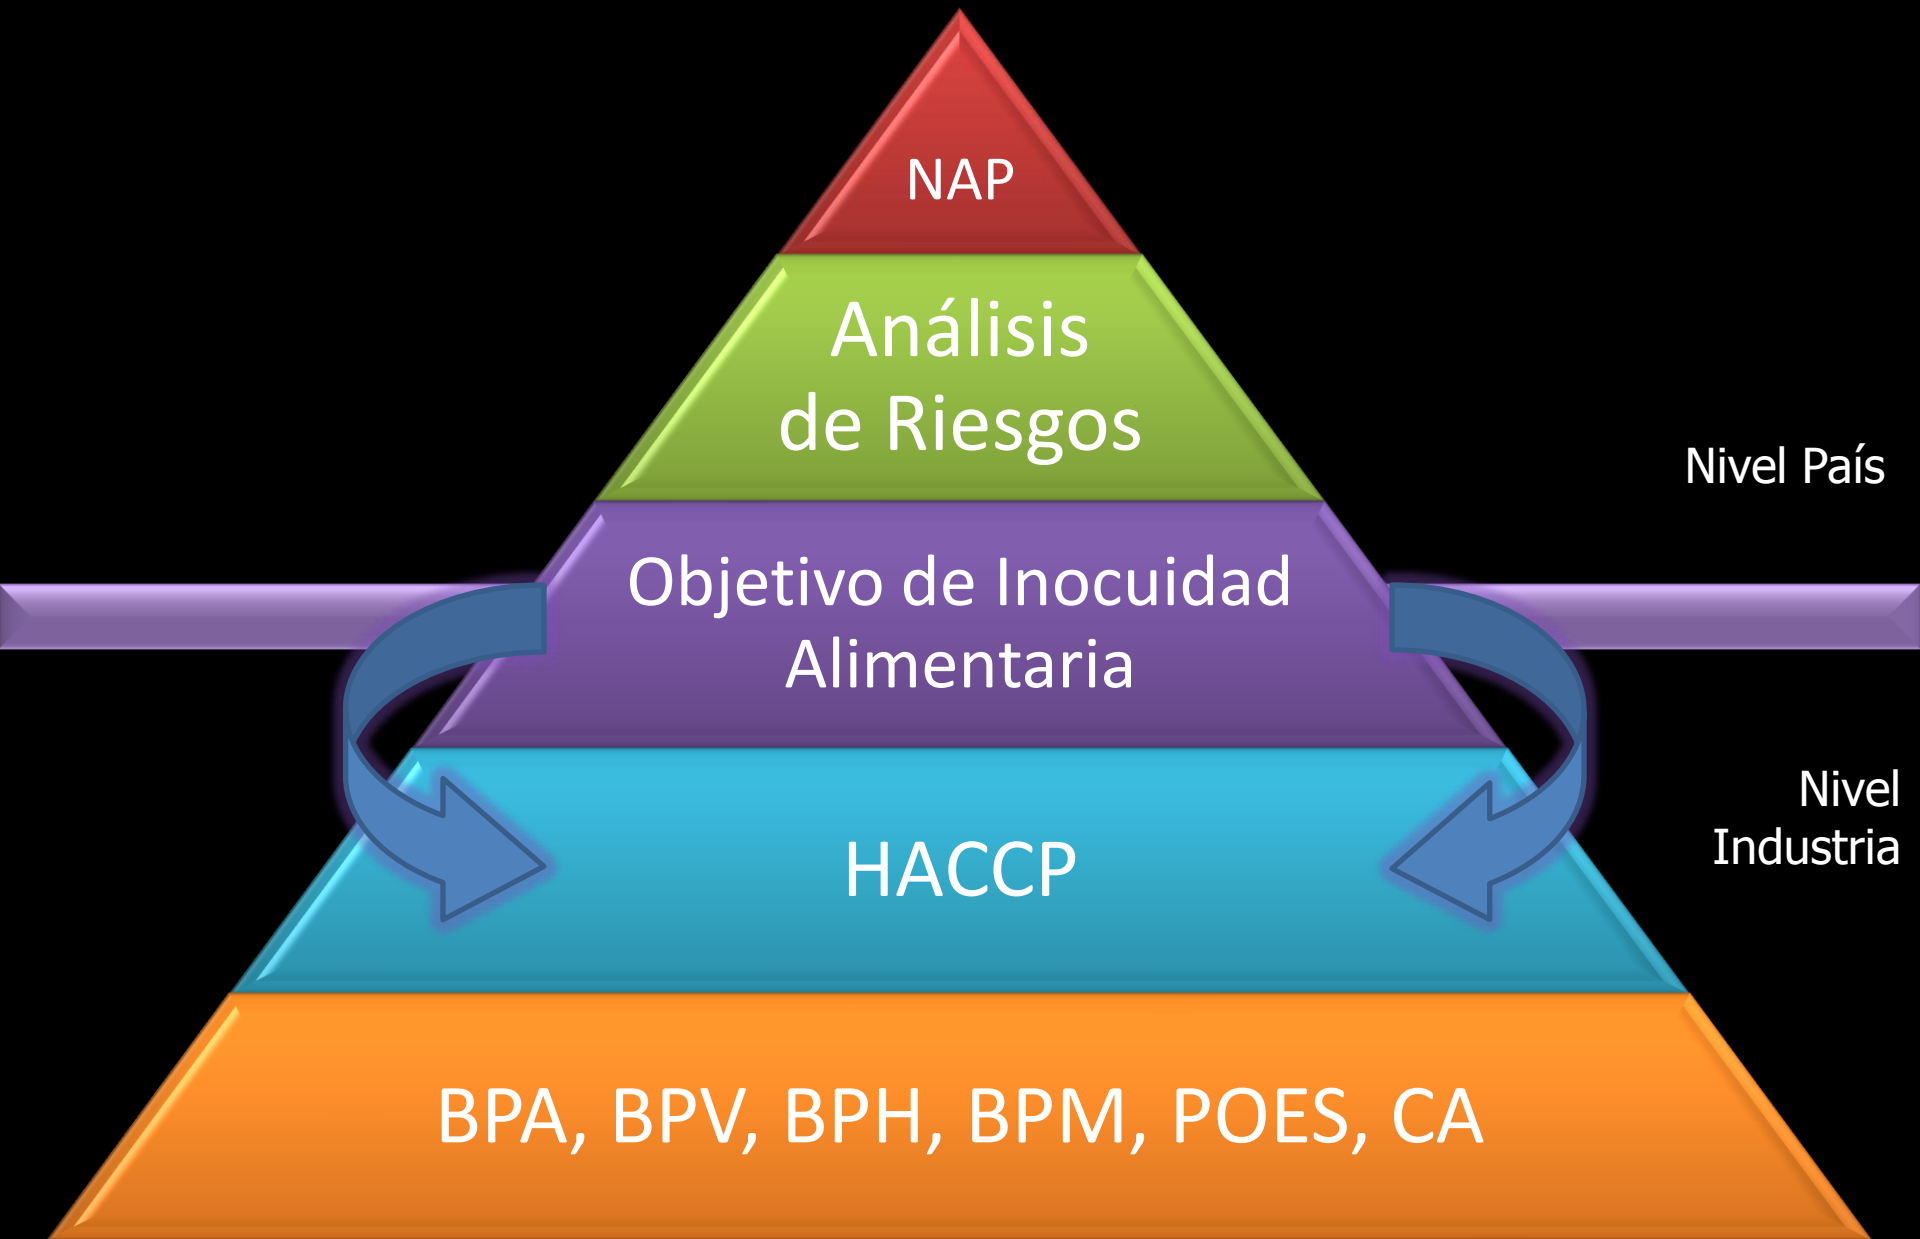 NAP
Análisis
de Riesgos
Nivel País
Objetivo de Inocuidad
Alimentaria
Nivel
Industria
HACCP
BPA, BPV, BPH, BPM, POES, CA